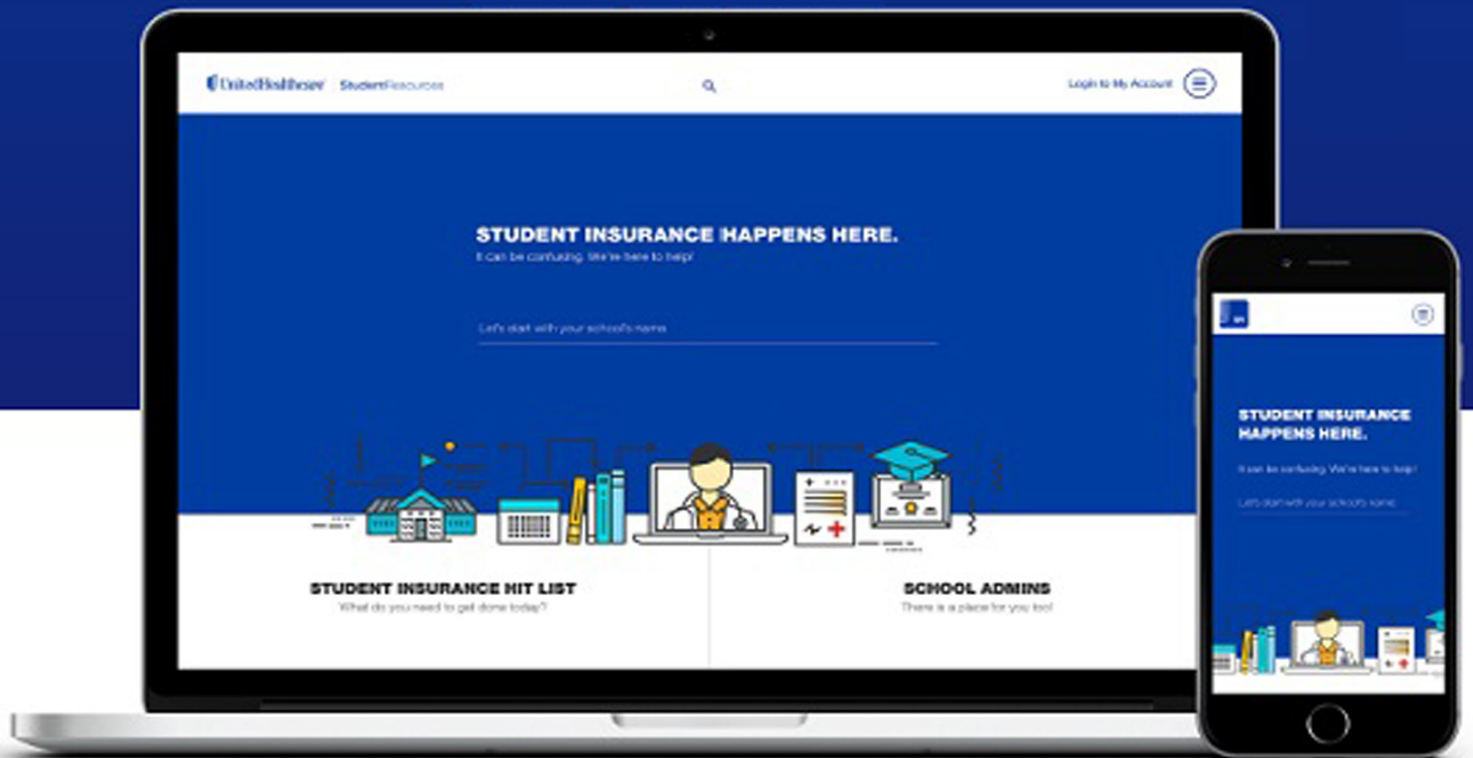 UnitedHealthcare StudentResources
Login to My Account
STUDENT INSURANCE HAPPENS HERE.
It can be confusing. We're here to help!
Let's start with your school's name
STUDENT INSURANCE HIT LIST
What do you need to get done today?
SCHOOL ADMINS
There is a place for you too!
STUDENT INSURANCE
HAPPENS HERE.
It can be confusing. We're here to help!
Let's start with your school's name